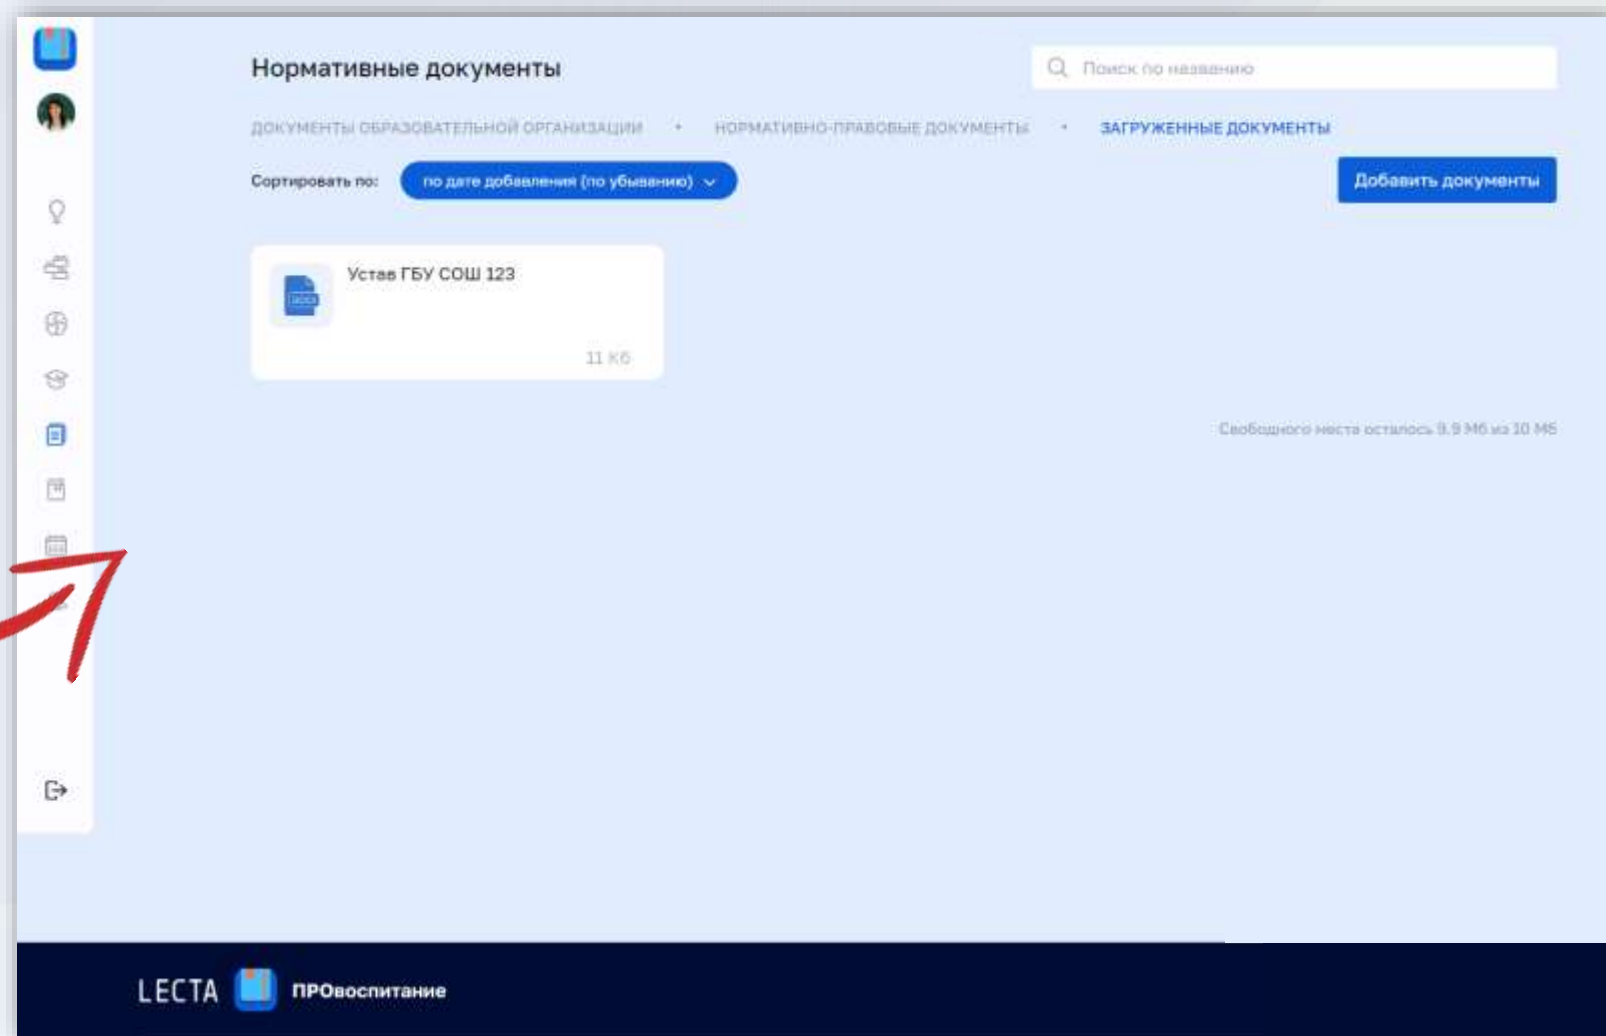 Нормативные документы
Поиск по названию
ДОКУМЕНТЫ ОБРАЗОВАТЕЛЬНОЙ ОРГАНИЗАЦИИ • НОРМАТИВНО-ПРАВОВЫЕ ДОКУМЕНТЫ • ЗАГРУЖЕННЫЕ ДОКУМЕНТЫ
Сортировать по: по дате добавления (по убыванию)
Добавить документы
Устав ГБУ СОШ 123
DOCX
11 Кб
Свободного места осталось 9.9 Мб из 10 Мб
LECTA ПРОвоспитание